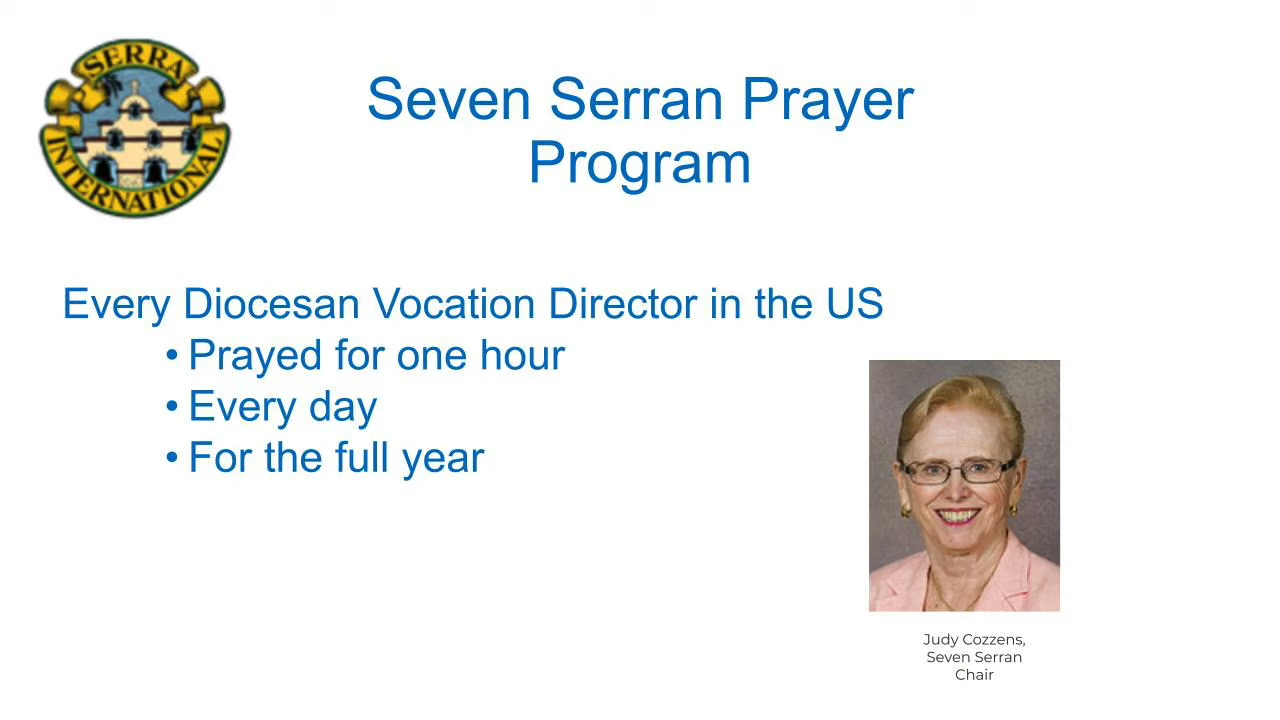 SERRA
INTERNATIONAL
Seven Serran Prayer
Program
Every Diocesan Vocation Director in the US
• Prayed for one hour
• Every day
• For the full year
Judy Cozzens,
Seven Serran
Chair